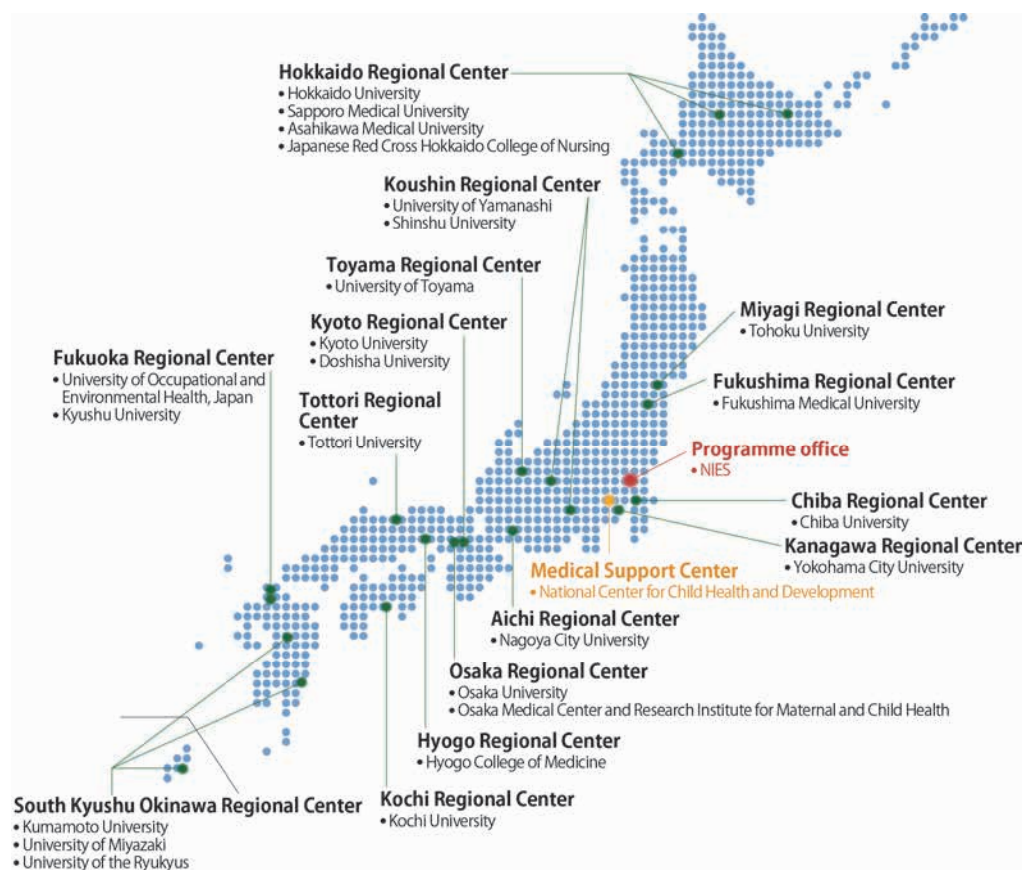 Hokkaido Regional Center
• Hokkaido University
• Sapporo Medical University
• Asahikawa Medical University
• Japanese Red Cross Hokkaido College of Nursing
Koushin Regional Center
• University of Yamanashi
• Shinshu University
Toyama Regional Center
• University of Toyama
Kyoto Regional Center
• Kyoto University
• Doshisha University
Fukuoka Regional Center
• University of Occupational and
Environmental Health, Japan
• Kyushu University
Tottori Regional
Center
• Tottori University
Miyagi Regional Center
• Tohoku University
Fukushima Regional Center
• Fukushima Medical University
Programme office
• NIES
Chiba Regional Center
• Chiba University
Kanagawa Regional Center
• Yokohama City University
Medical Support Center
• National Center for Child Health and Development
Aichi Regional Center
• Nagoya City University
Osaka Regional Center
• Osaka University
• Osaka Medical Center and Research Institute for Maternal and Child Health
Hyogo Regional Center
• Hyogo College of Medicine
Kochi Regional Center
• Kochi University
South Kyushu Okinawa Regional Center
• Kumamoto University
• University of Miyazaki
• University of the Ryukyus